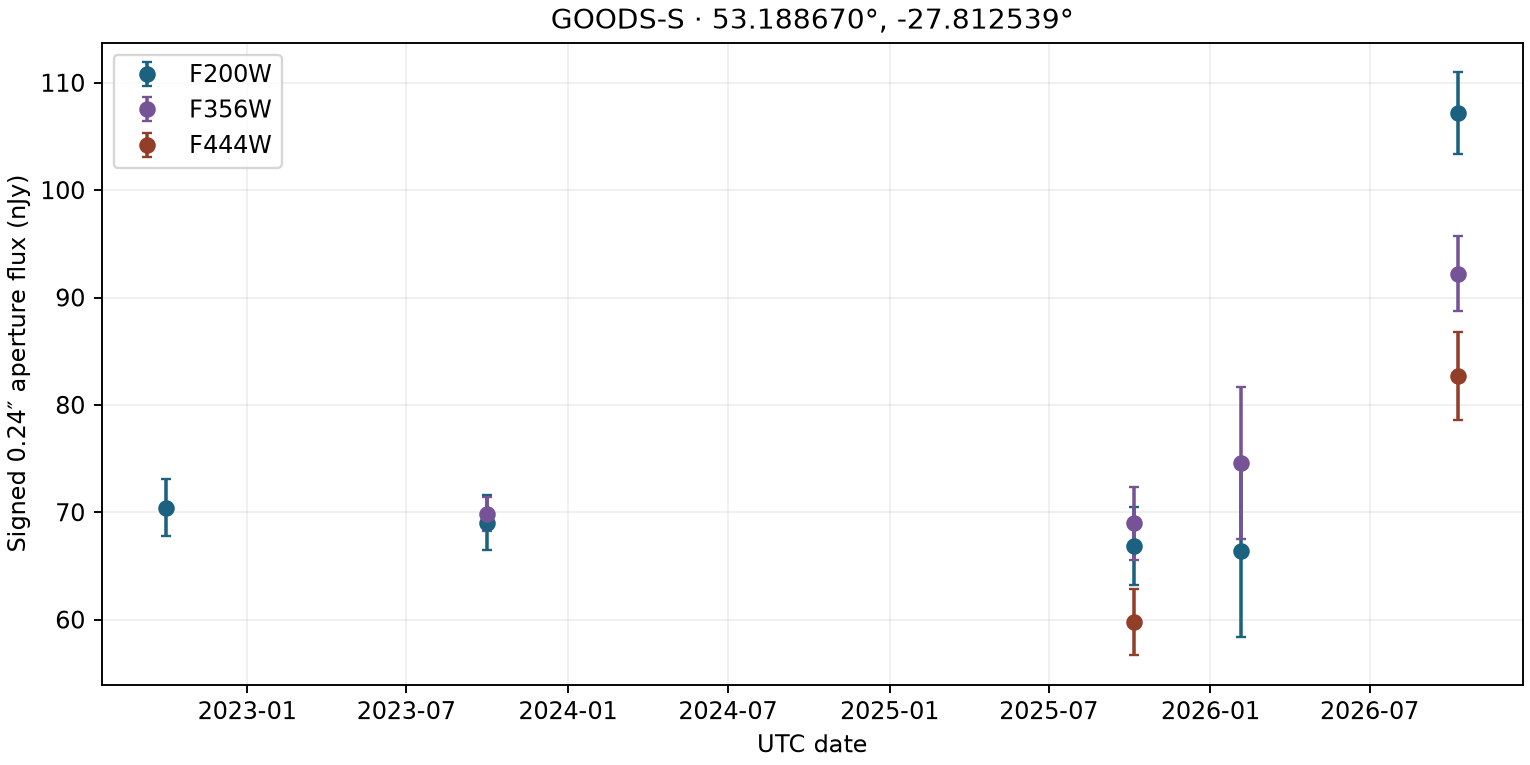 GOODS-S · 53.188670°, -27.812539°
F200W
F356W
F444W
Signed 0.24″ aperture flux (nJy)
110
100
90
80
70
60
2023-01 2023-07 2024-01 2024-07 2025-01 2025-07 2026-01 2026-07
UTC date